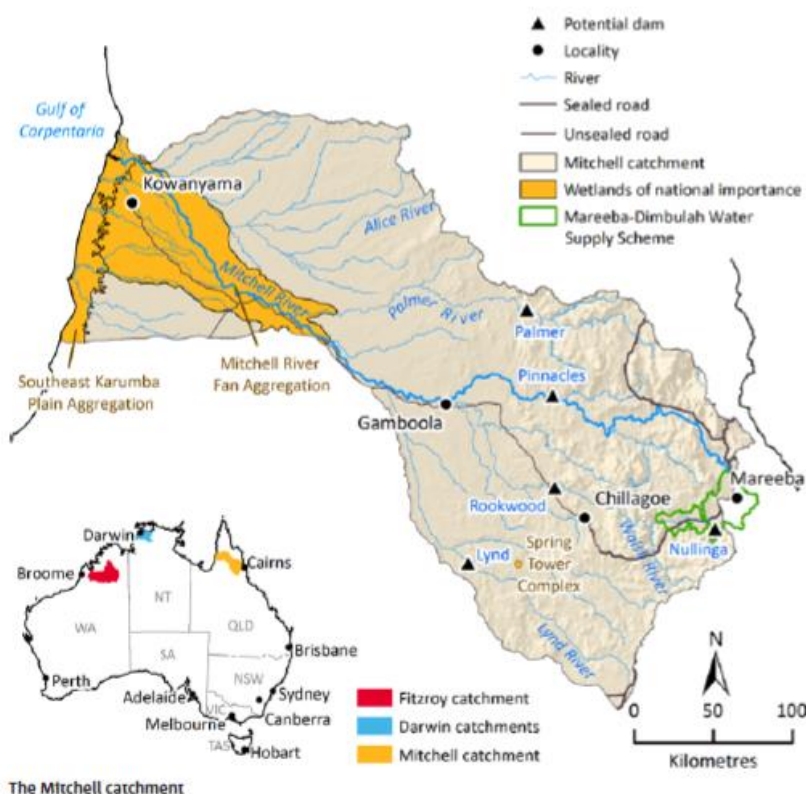 Potential dam
Locality
River
Sealed road
Unsealed road
Mitchell catchment
Wetlands of national importance
Mareeba-Dimbulah Water
Supply Scheme
Gulf of
Carpentaria
Kowanyama
Alice River
Mitchell River
Palmer River
Palmer
Mitchell River
Fan Aggregation
Southeast Karumba
Plain Aggregation
Pinnacles
Gamboola
Mareeba
Rookwood
Chillagoe
Walsh River
Nullinga
Lynd
Spring
Tower
Complex
Lynd River
Darwin
Broome
Cairns
NT
WA
QLD
SA
Brisbane
NSW
Perth
Adelaide
Sydney
VIC
Canberra
Melbourne
TAS
Hobart
Fitzroy catchment
Darwin catchments
Mitchell catchment
N
0 50 100
Kilometres
The Mitchell catchment